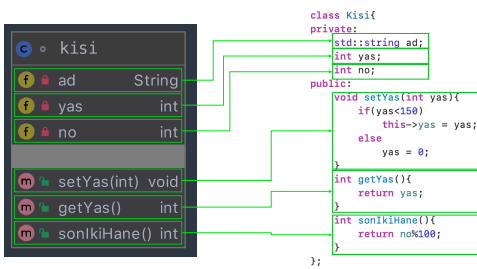 kisi
ad String
yas int
no int
setYas(int) void
getYas() int
sonIkiHane() int
class Kisi{
private:
std::string ad;
int yas;
int no;
public:
void setYas(int yas){
if(yas<150)
this->yas = yas;
else
yas = 0;
}
int getYas(){
return yas;
}
int sonIkiHane(){
return no%100;
}
};